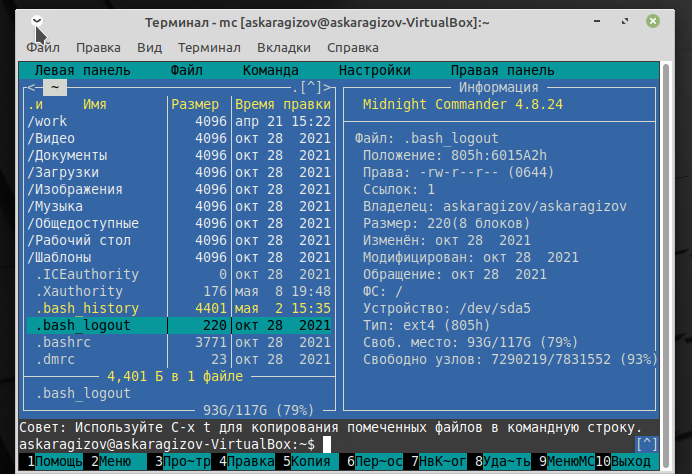 Терминал - mc [askaragizov@askaragizov-VirtualBox]:~
Файл Правка Вид Терминал Вкладки Справка
Левая панель Файл Команда Настройки Правая панель
<— ~ .[^]>
.и Имя Размер Время правки
/work 4096 апр 21 15:22
/Видео 4096 окт 28 2021
/Документы 4096 окт 28 2021
/Загрузки 4096 окт 28 2021
/Изображения 4096 окт 28 2021
/Музыка 4096 окт 28 2021
/Общедоступные 4096 окт 28 2021
/Рабочий стол 4096 окт 28 2021
/Шаблоны 4096 окт 28 2021
.ICEauthority 0 окт 28 2021
.Xauthority 176 мая 8 19:48
.bash_history 4401 мая 2 15:35
.bash_logout 220 окт 28 2021
.bashrc 3771 окт 28 2021
.dmrc 23 окт 28 2021
4,401 Б в 1 файле
.bash_logout
93G/117G (79%)
Информация
Midnight Commander 4.8.24
Файл: .bash_logout
Положение: 805h:6015A2h
Права: -rw-r--r-- (0644)
Ссылок: 1
Владелец: askaragizov/askaragizov
Размер: 220(8 блоков)
Изменён: окт 28 2021
Модифицирован: окт 28 2021
Обращение: окт 28 2021
ФС: /
Устройство: /dev/sda5
Тип: ext4 (805h)
Своб. место: 93G/117G (79%)
Свободно узлов: 7290219/7831552 (93%)
Совет: Используйте C-x t для копирования помеченных файлов в командную строку.
askaragizov@askaragizov-VirtualBox:~$ [^]
1Помощь 2Меню 3Про~тр 4Правка 5Копия 6Пер~ос 7НвК~ог 8Уда~ть 9МенюMC 10Выход